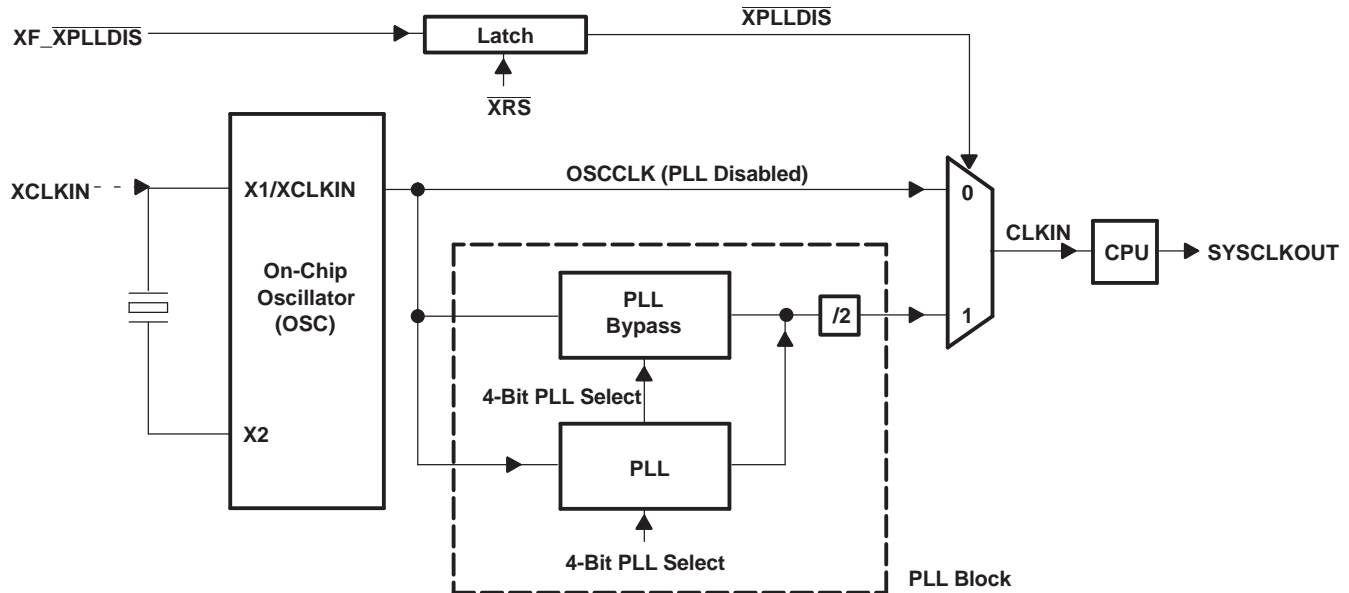 XF_XPLLDIS
Latch
XPLLDIS
XRS
XCLKIN
X1/XCLKIN
On-Chip
Oscillator
(OSC)
X2
OSCCLK (PLL Disabled)
0
1
CLKIN
CPU
SYSCLKOUT
PLL
Bypass
/2
4-Bit PLL Select
PLL
4-Bit PLL Select
PLL Block